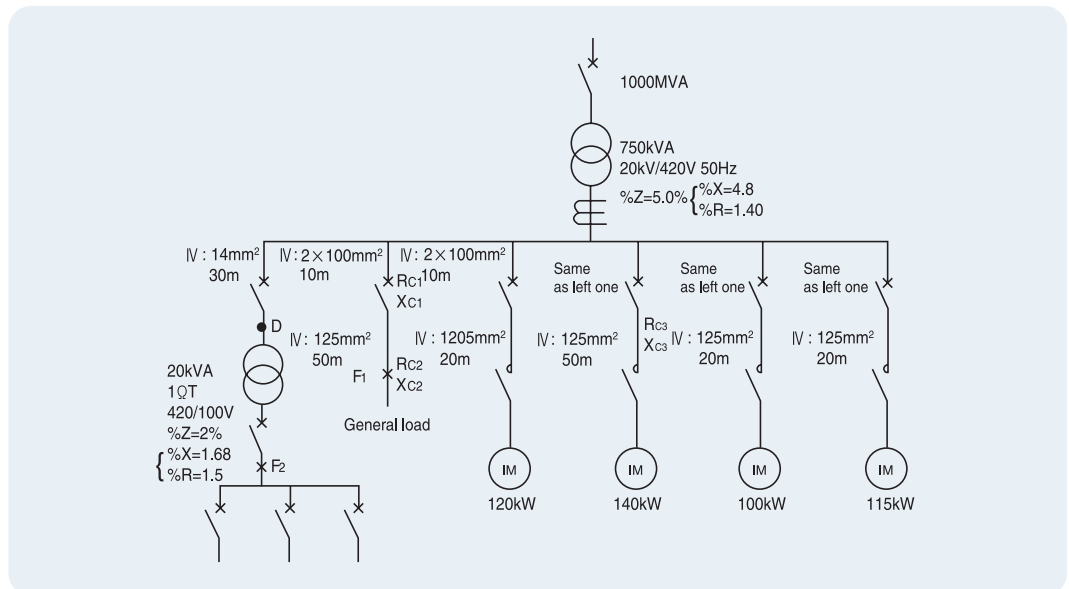 1000MVA
750kVA
20kV/420V 50Hz
%Z=5.0%{
%X=4.8
%R=1.40
IV : 14mm²
30m
IV : 2×100mm²
10m
RC1
XC1
IV : 2×100mm²
10m
Same
as left one
Same
as left one
Same
as left one
D
IV : 125mm²
50m
F1
RC2
XC2
General load
IV : 1205mm²
20m
IV : 125mm²
50m
RC3
XC3
IV : 125mm²
20m
IV : 125mm²
20m
20kVA
1ΩT
420/100V
%Z=2%
{%X=1.68
%R=1.5
F2
IM
120kW
IM
140kW
IM
100kW
IM
115kW